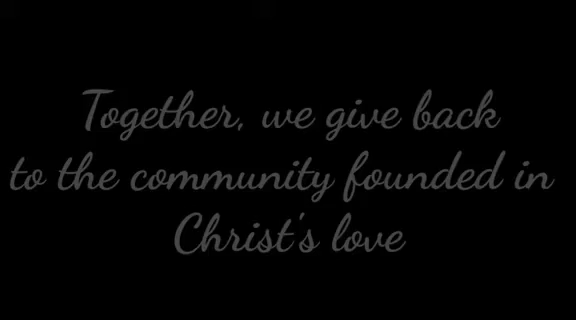 Together, we give back
to the community founded in
Christ's love